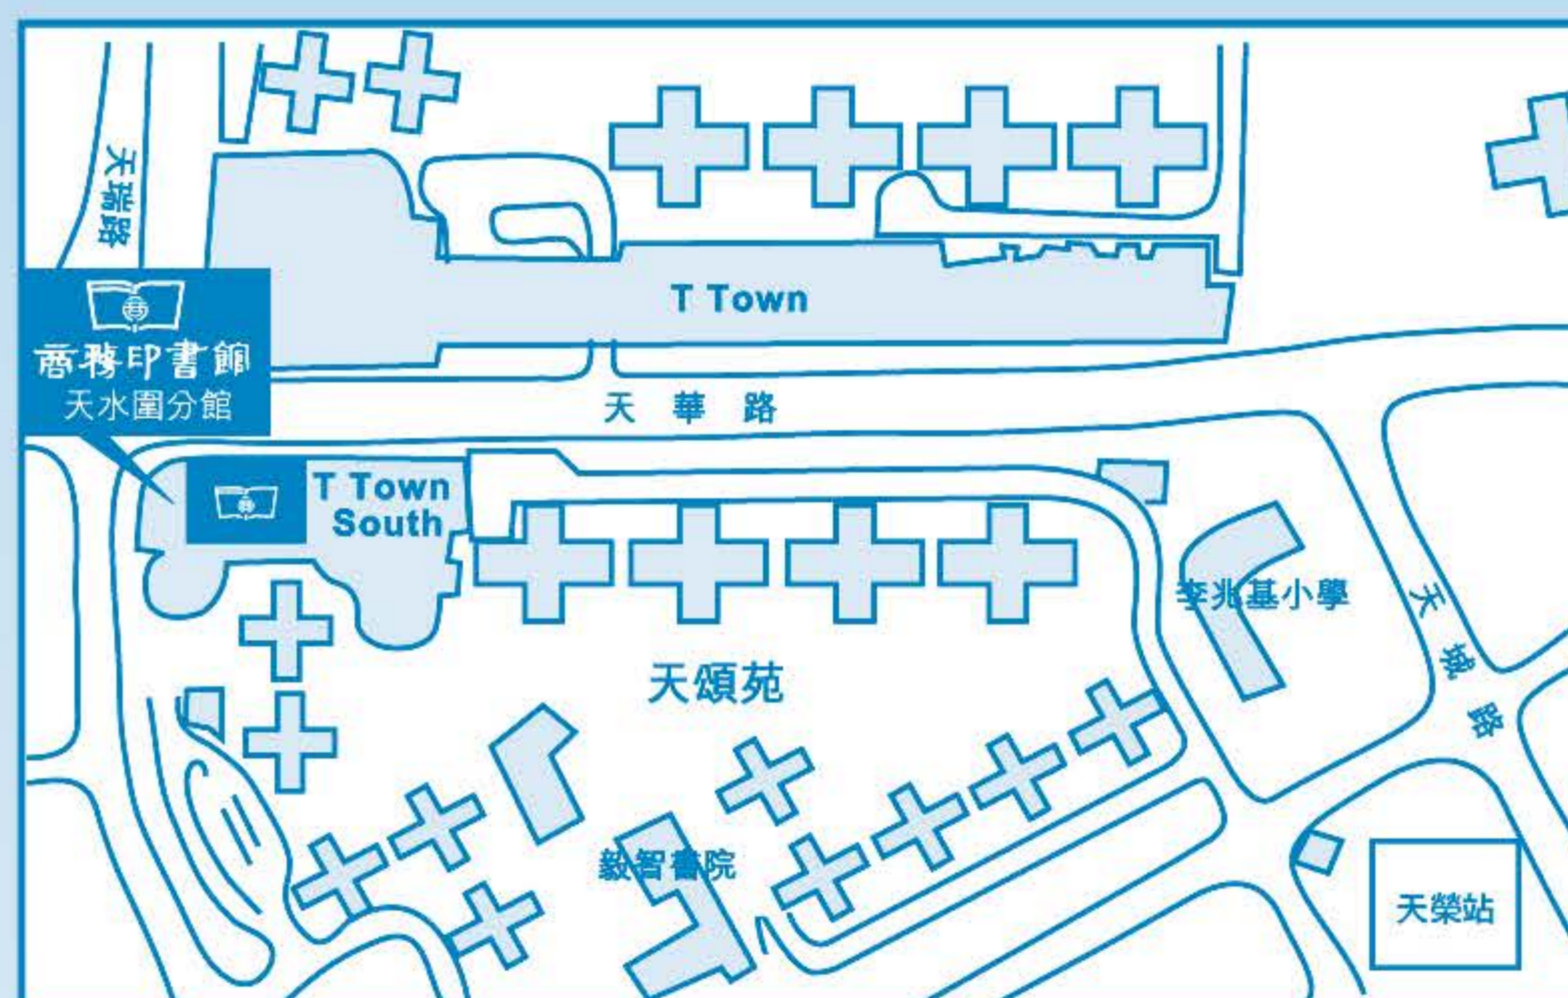 天瑞路
T Town
商務印書館
天水圍分館
天華路
T Town
South
李兆基小學
天城路
天頌苑
毅智書院
天榮站